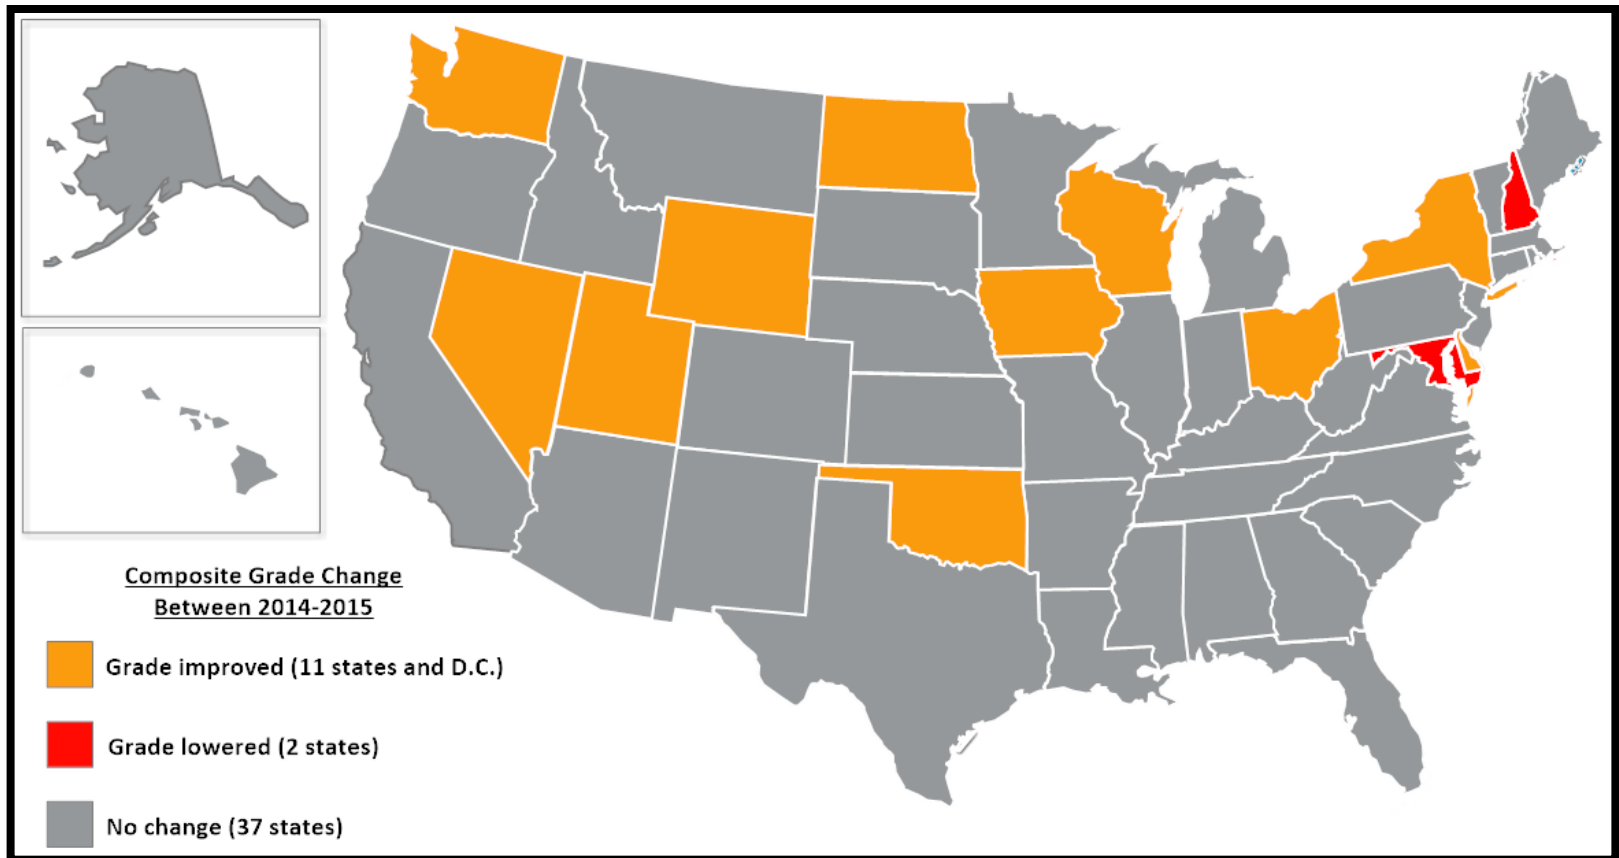 Composite Grade Change
Between 2014-2015
Grade improved (11 states and D.C.)
Grade lowered (2 states)
No change (37 states)